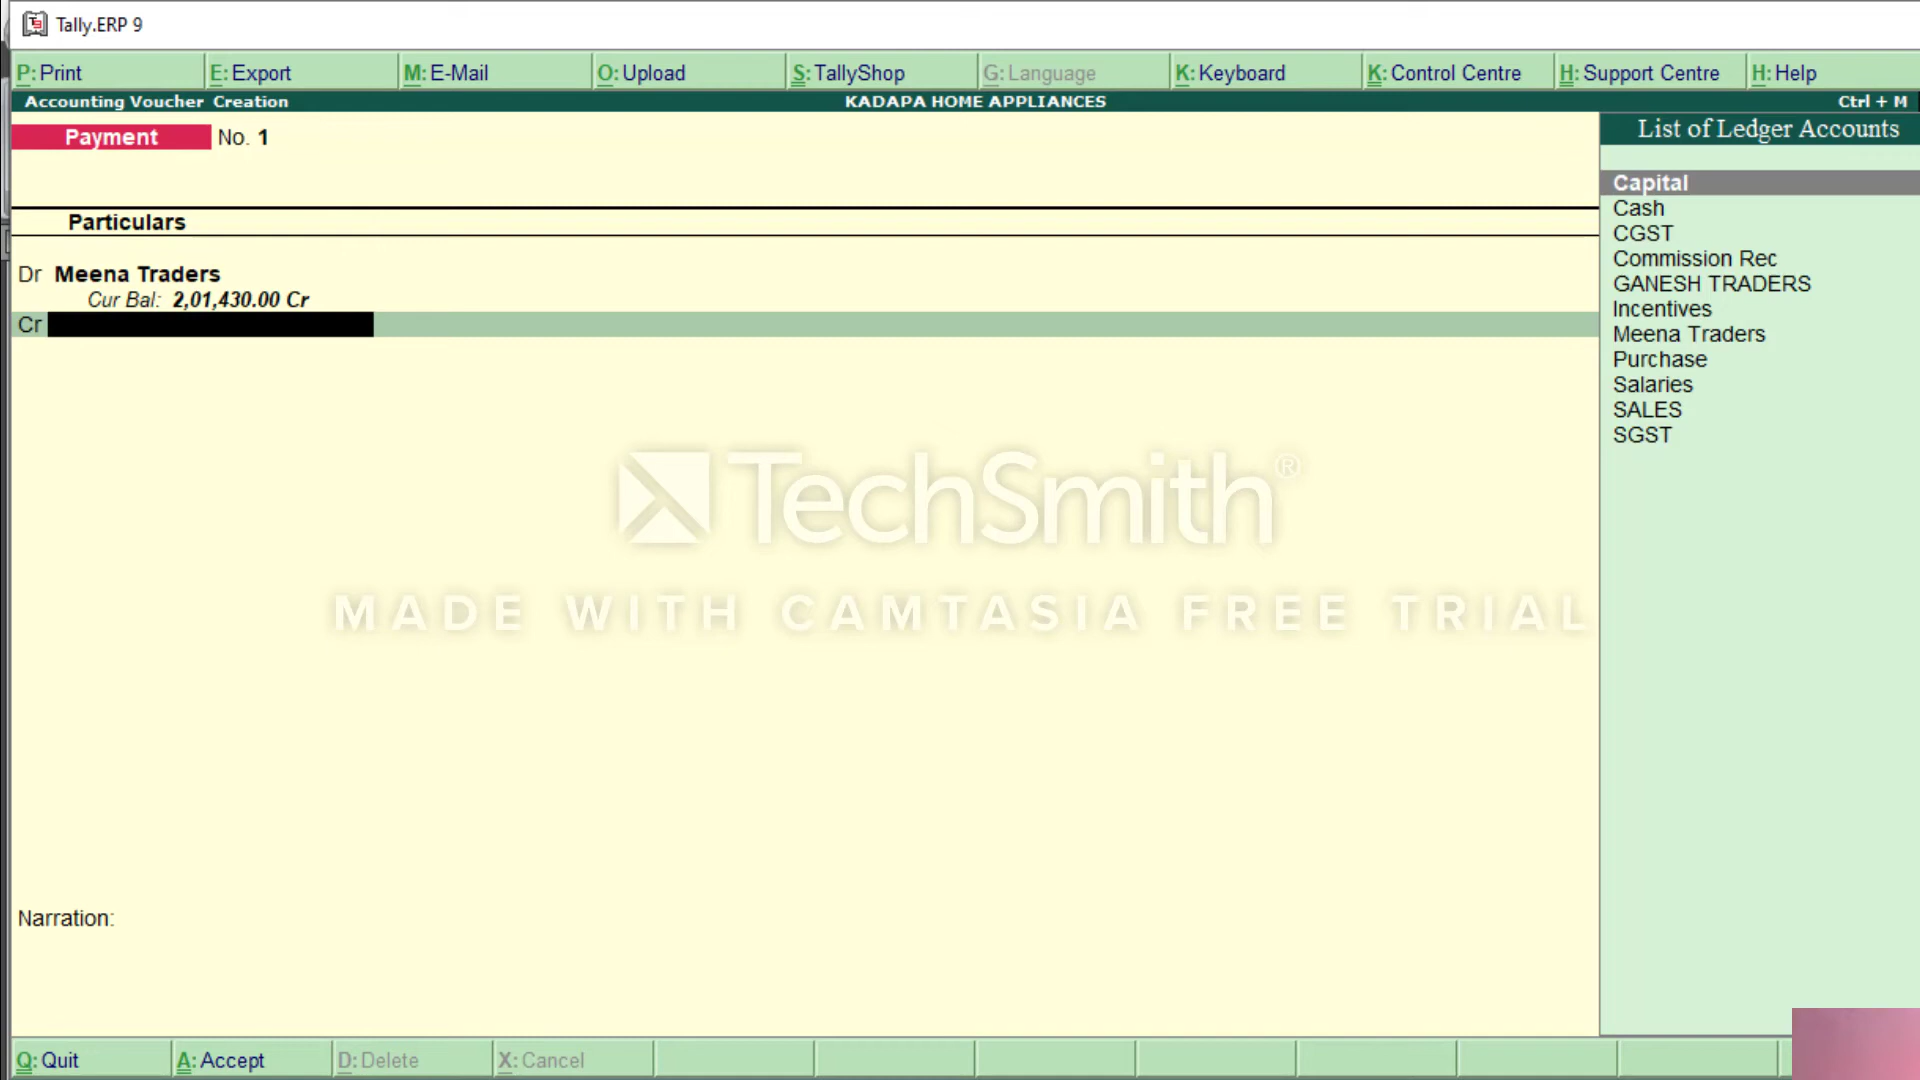 Tally.ERP 9
P: Print E: Export M: E-Mail O: Upload S: TallyShop G: Language K: Keyboard K: Control Centre H: Support Centre H: Help
Accounting Voucher Creation KADAPA HOME APPLIANCES Ctrl + M
Payment No. 1
Particulars
Dr Meena Traders
Cur Bal: 2,01,430.00 Cr
Cr
List of Ledger Accounts
Capital
Cash
CGST
Commission Rec
GANESH TRADERS
Incentives
Meena Traders
Purchase
Salaries
SALES
SGST
TechSmith®
MADE WITH CAMTASIA FREE TRIAL
Narration:
Q: Quit A: Accept D: Delete X: Cancel